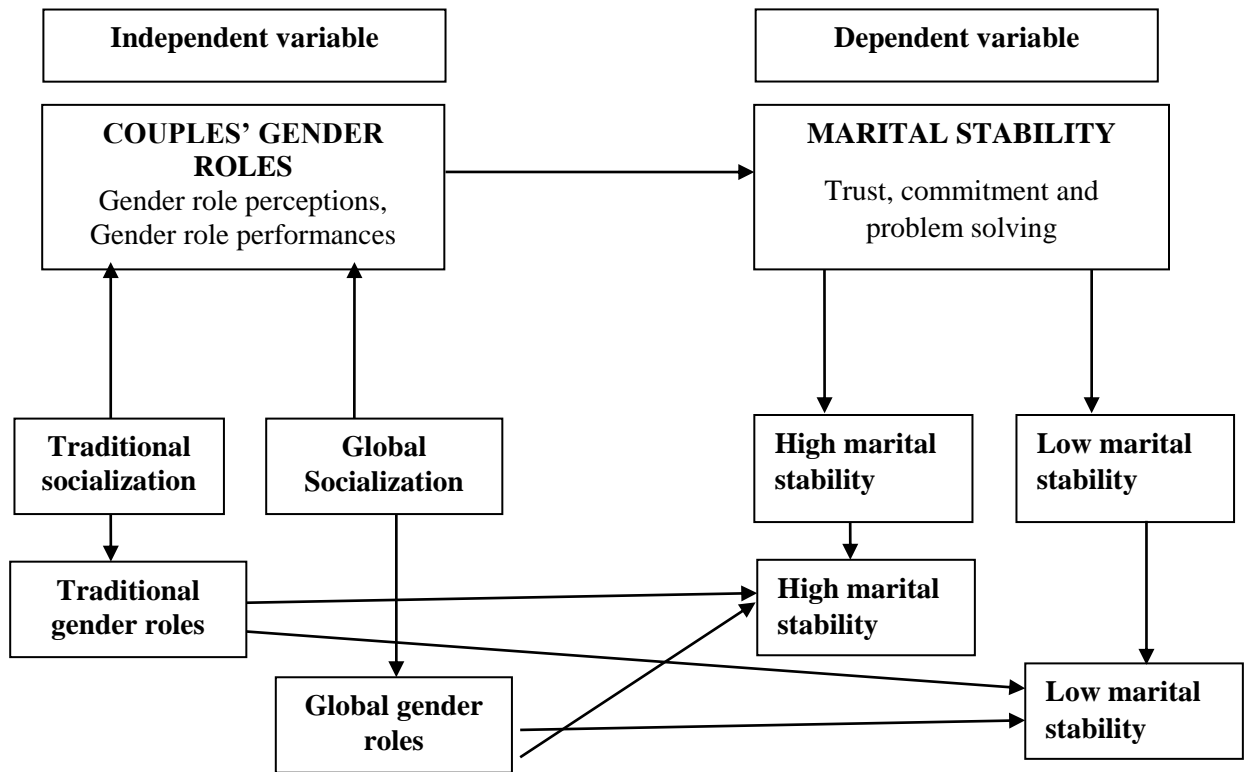 Independent variable
Dependent variable
COUPLES’ GENDER
ROLES
Gender role perceptions,
Gender role performances
MARITAL STABILITY
Trust, commitment and
problem solving
Traditional
socialization
Global
Socialization
High marital
stability
Low marital
stability
Traditional
gender roles
High marital
stability
Global gender
roles
Low marital
stability